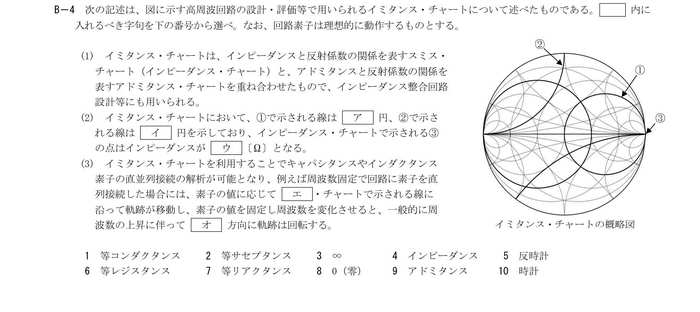 B-4 次の記述は、図に示す高周波回路の設計・評価等で用いられるイミタンス・チャートについて述べたものである。 内に
入れるべき字句を下の番号から選べ。なお、回路素子は理想的に動作するものとする。
(1) イミタンス・チャートは、インピーダンスと反射係数の関係を表すスミス・
チャート（インピーダンス・チャート）と、アドミタンスと反射係数の関係を
表すアドミタンス・チャートを重ね合わせたもので、インピーダンス整合回路
設計等にも用いられる。
(2) イミタンス・チャートにおいて、①で示される線は ア 円、②で示さ
れる線は イ 円を示しており、インピーダンス・チャートで示される③
の点はインピーダンスが ウ 〔Ω〕となる。
(3) イミタンス・チャートを利用することでキャパシタンスやインダクタンス
素子の直並列接続の解析が可能となり、例えば周波数固定で回路に素子を直
列接続した場合には、素子の値に応じて エ ・チャートで示される線に
沿って軌跡が移動し、素子の値を固定し周波数を変化させると、一般的に周
波数の上昇に伴って オ 方向に軌跡は回転する。
②
①
③
イミタンス・チャートの概略図
1 等コンダクタンス 2 等サセプタンス 3 ∞ 4 インピーダンス 5 反時計
6 等レジスタンス 7 等リアクタンス 8 0（零） 9 アドミタンス 10 時計